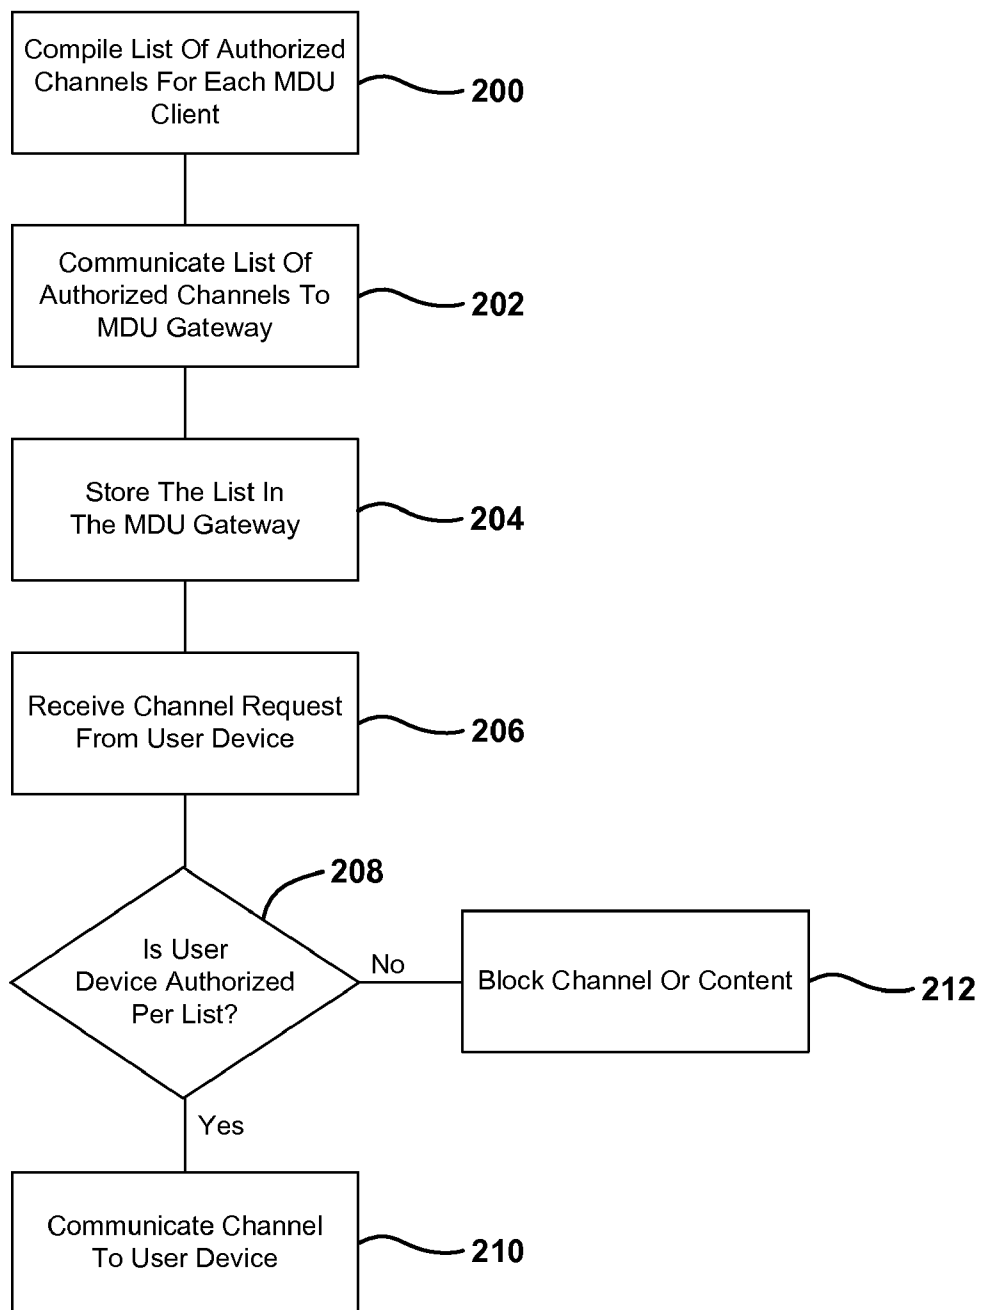 Compile List Of Authorized
Channels For Each MDU
Client
200
Communicate List Of
Authorized Channels To
MDU Gateway
202
Store The List In
The MDU Gateway
204
Receive Channel Request
From User Device
206
208
Is User
Device Authorized
Per List?
No
Block Channel Or Content
212
Yes
Communicate Channel
To User Device
210